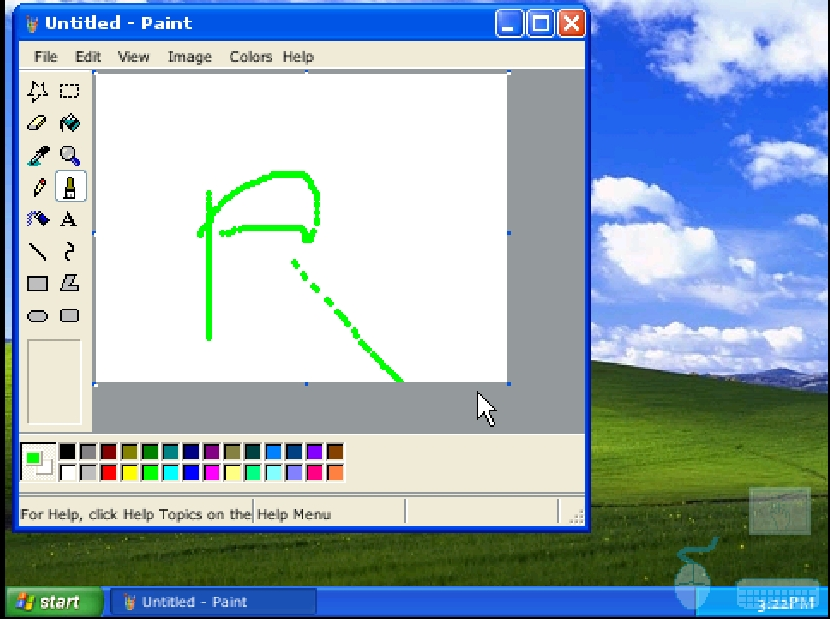 Untitled - Paint
File Edit View Image Colors Help
A
R
For Help, click Help Topics on the Help Menu
start Untitled - Paint 3:22PM